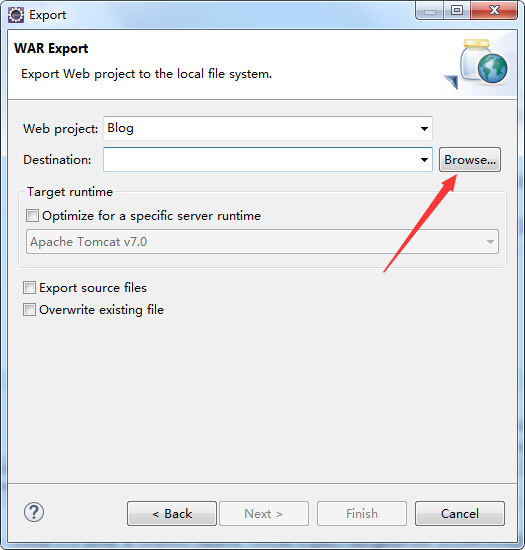 Export
WAR Export
Export Web project to the local file system.
Web project: Blog
Destination: Browse...
Target runtime
Optimize for a specific server runtime
Apache Tomcat v7.0
Export source files
Overwrite existing file
? < Back Next > Finish Cancel